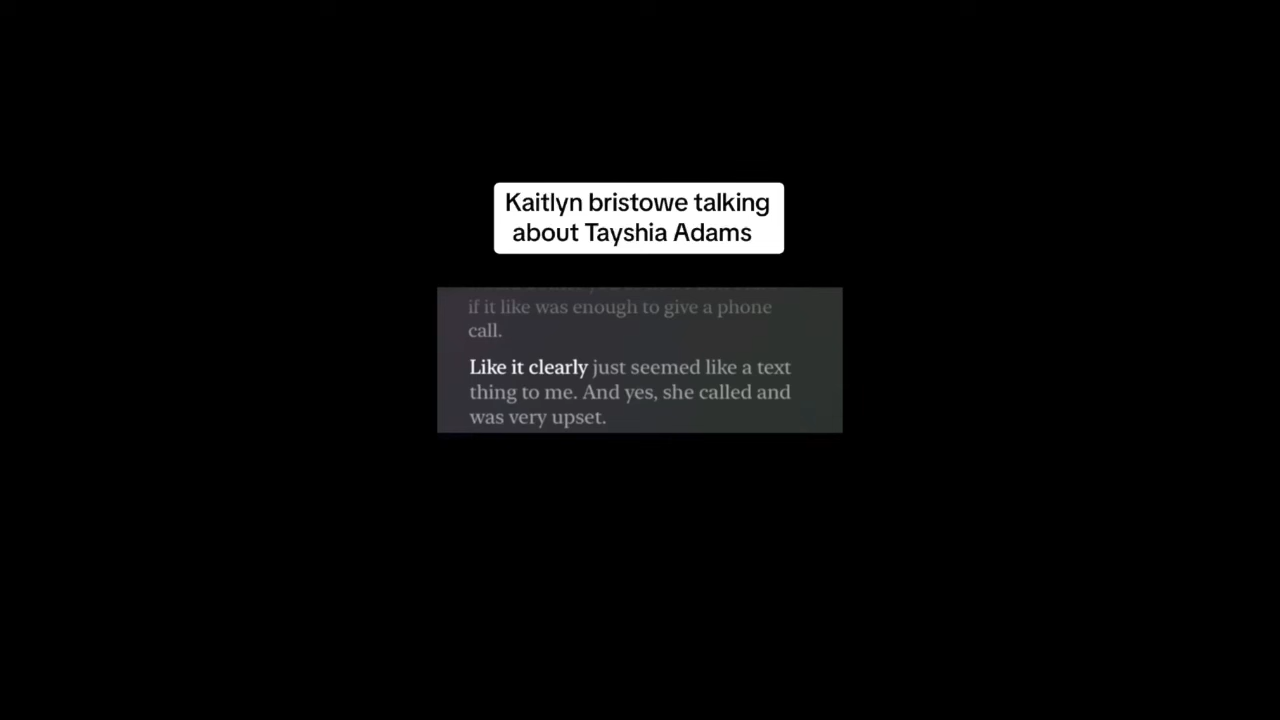 Kaitlyn bristowe talking
about Tayshia Adams
if it like was enough to give a phone
call.
Like it clearly just seemed like a text
thing to me. And yes, she called and
was very upset.